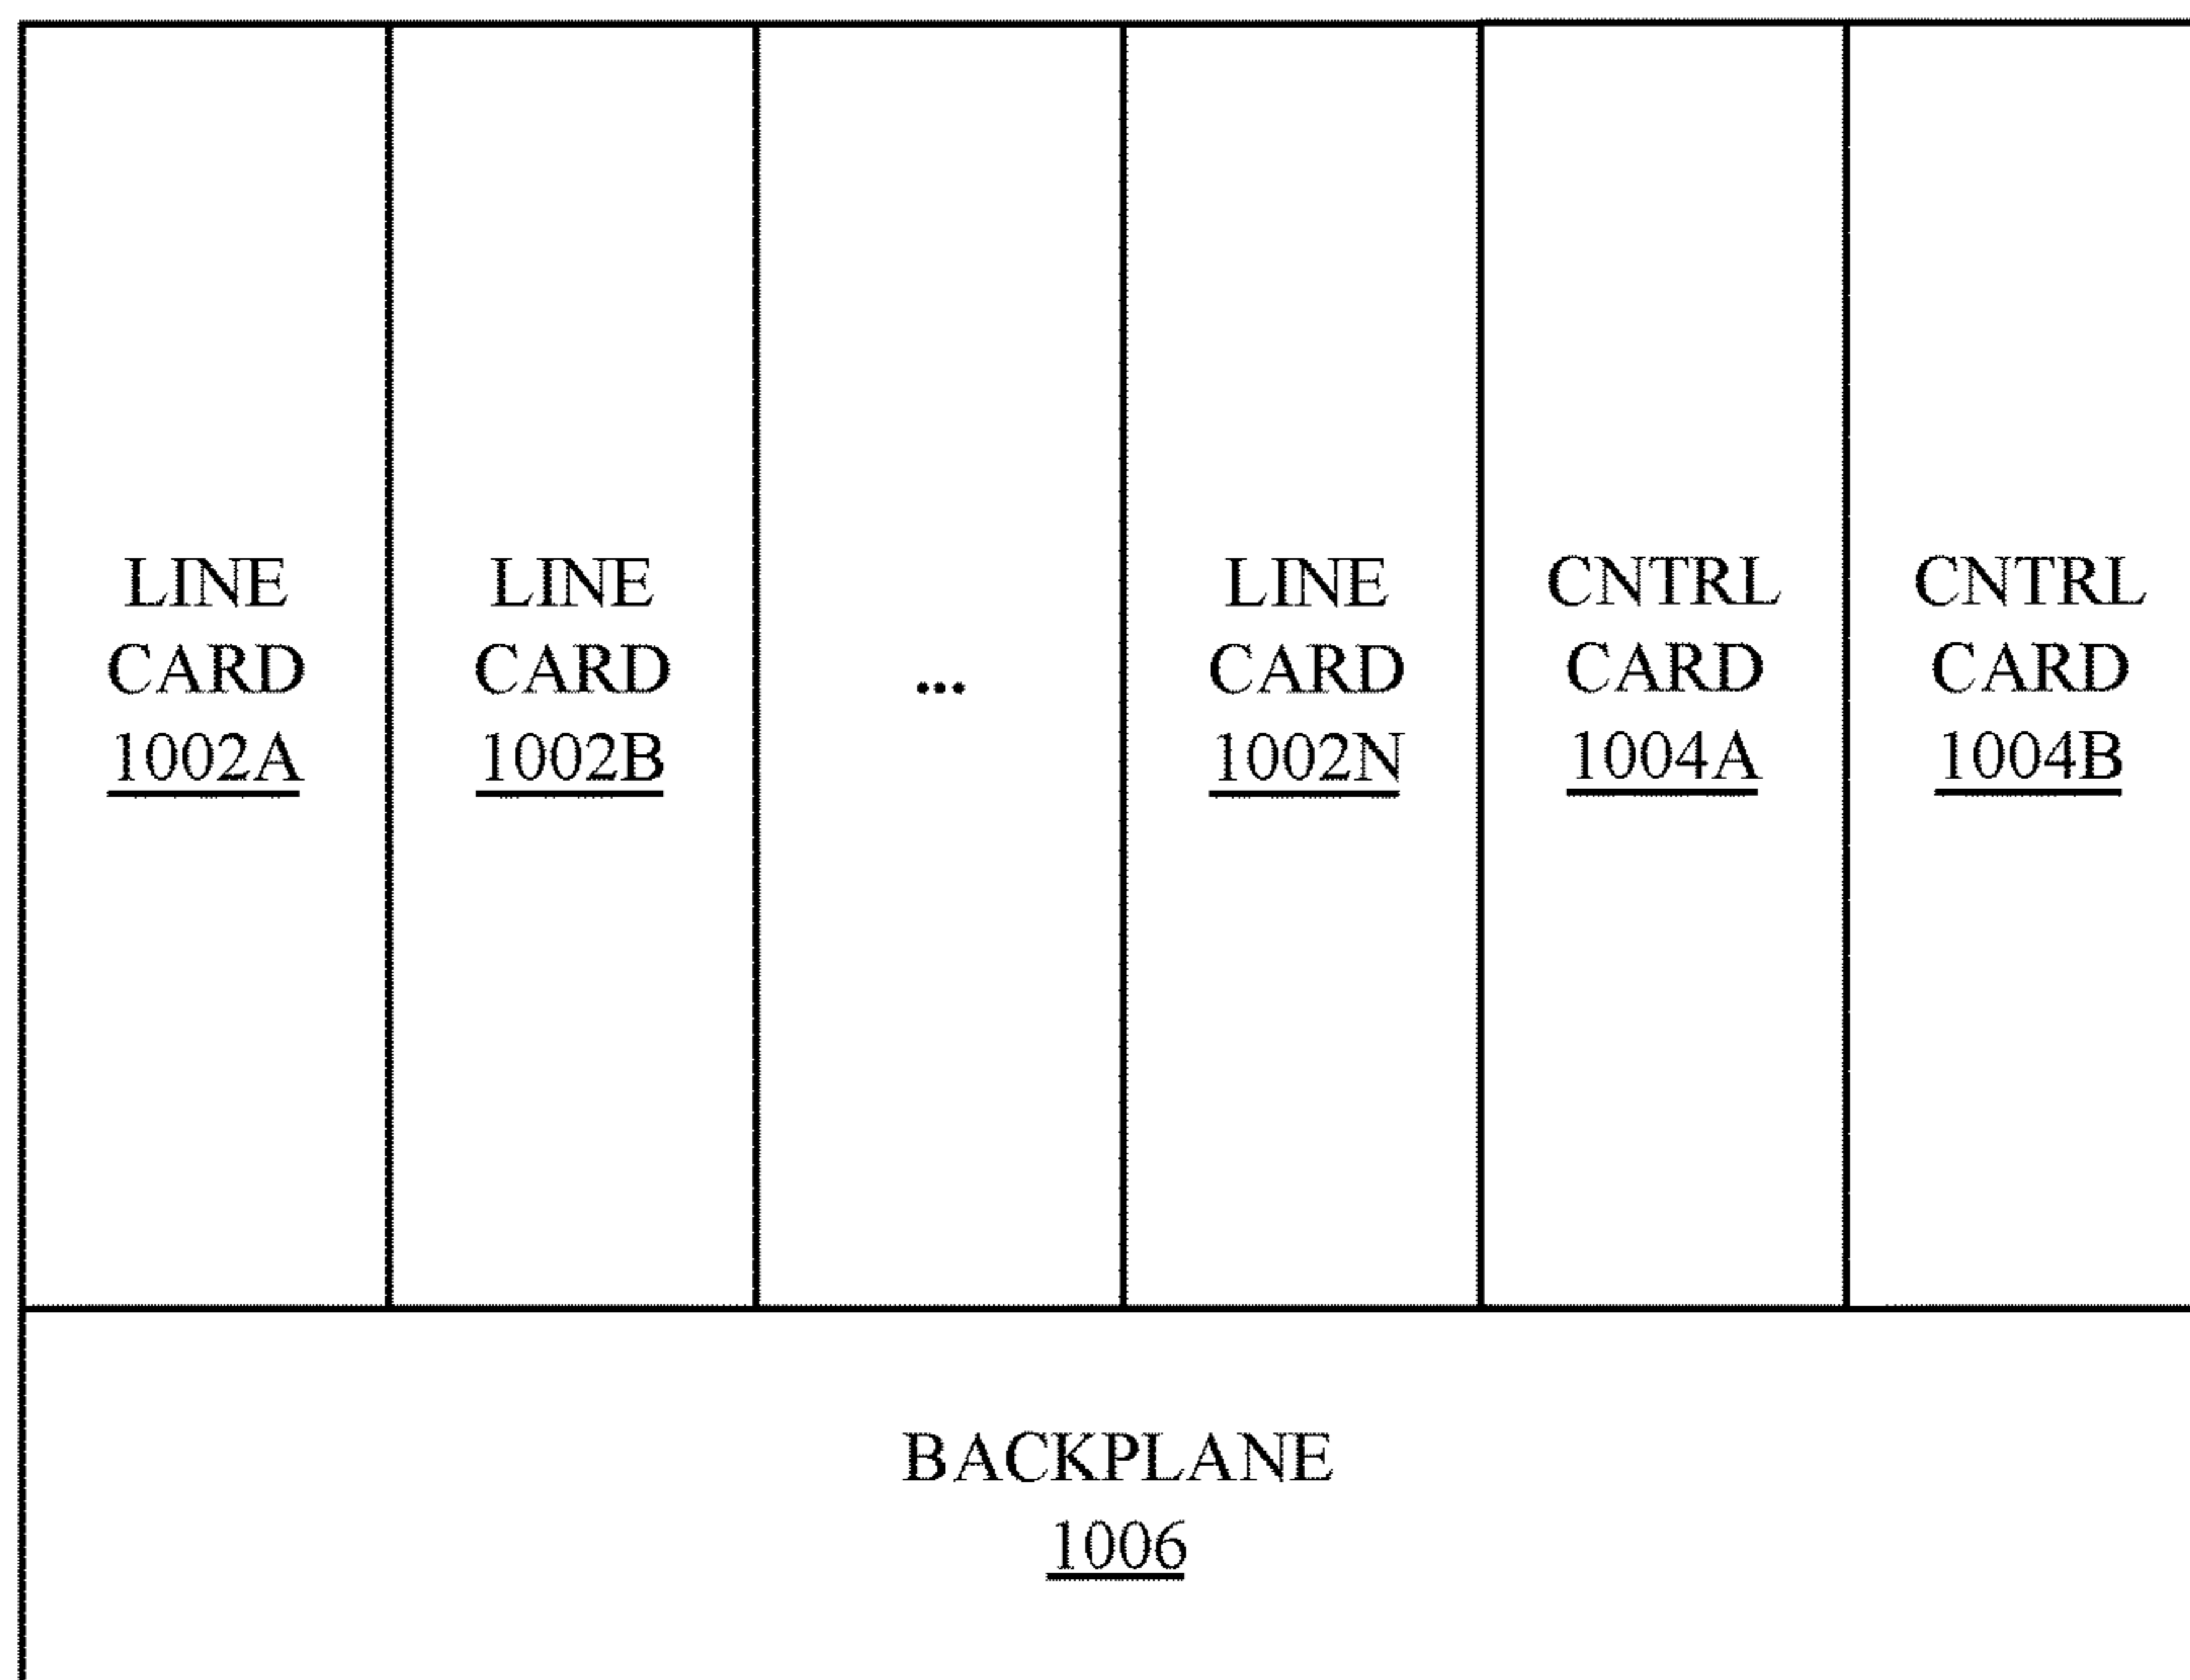 LINE
CARD
1002A
LINE
CARD
1002B
...
LINE
CARD
1002N
CNTRL
CARD
1004A
CNTRL
CARD
1004B
BACKPLANE
1006